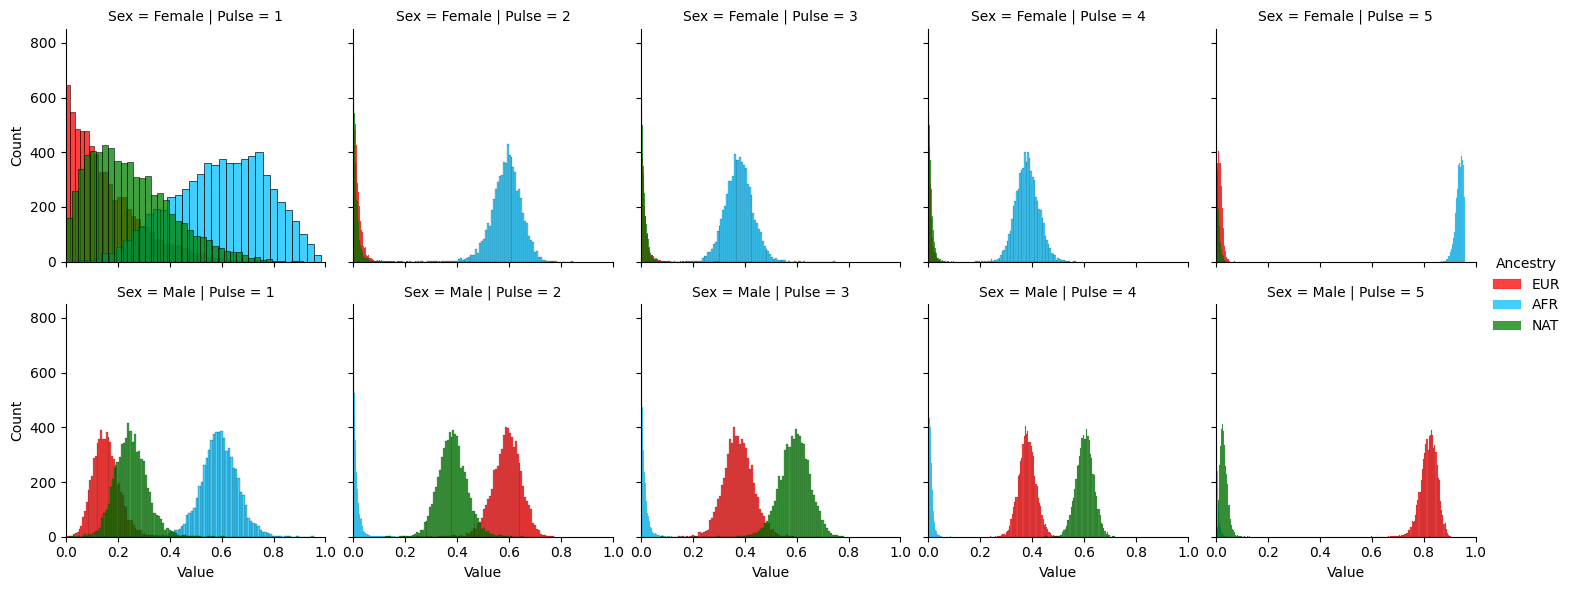 Sex = Female | Pulse = 1
Sex = Female | Pulse = 2
Sex = Female | Pulse = 3
Sex = Female | Pulse = 4
Sex = Female | Pulse = 5
800
600
400
200
0
Count
Sex = Male | Pulse = 1
Sex = Male | Pulse = 2
Sex = Male | Pulse = 3
Sex = Male | Pulse = 4
Sex = Male | Pulse = 5
800
600
400
200
0
Count
0.0 0.2 0.4 0.6 0.8 1.0
0.0 0.2 0.4 0.6 0.8 1.0
0.0 0.2 0.4 0.6 0.8 1.0
0.0 0.2 0.4 0.6 0.8 1.0
0.0 0.2 0.4 0.6 0.8 1.0
Value
Value
Value
Value
Value
Ancestry
EUR
AFR
NAT